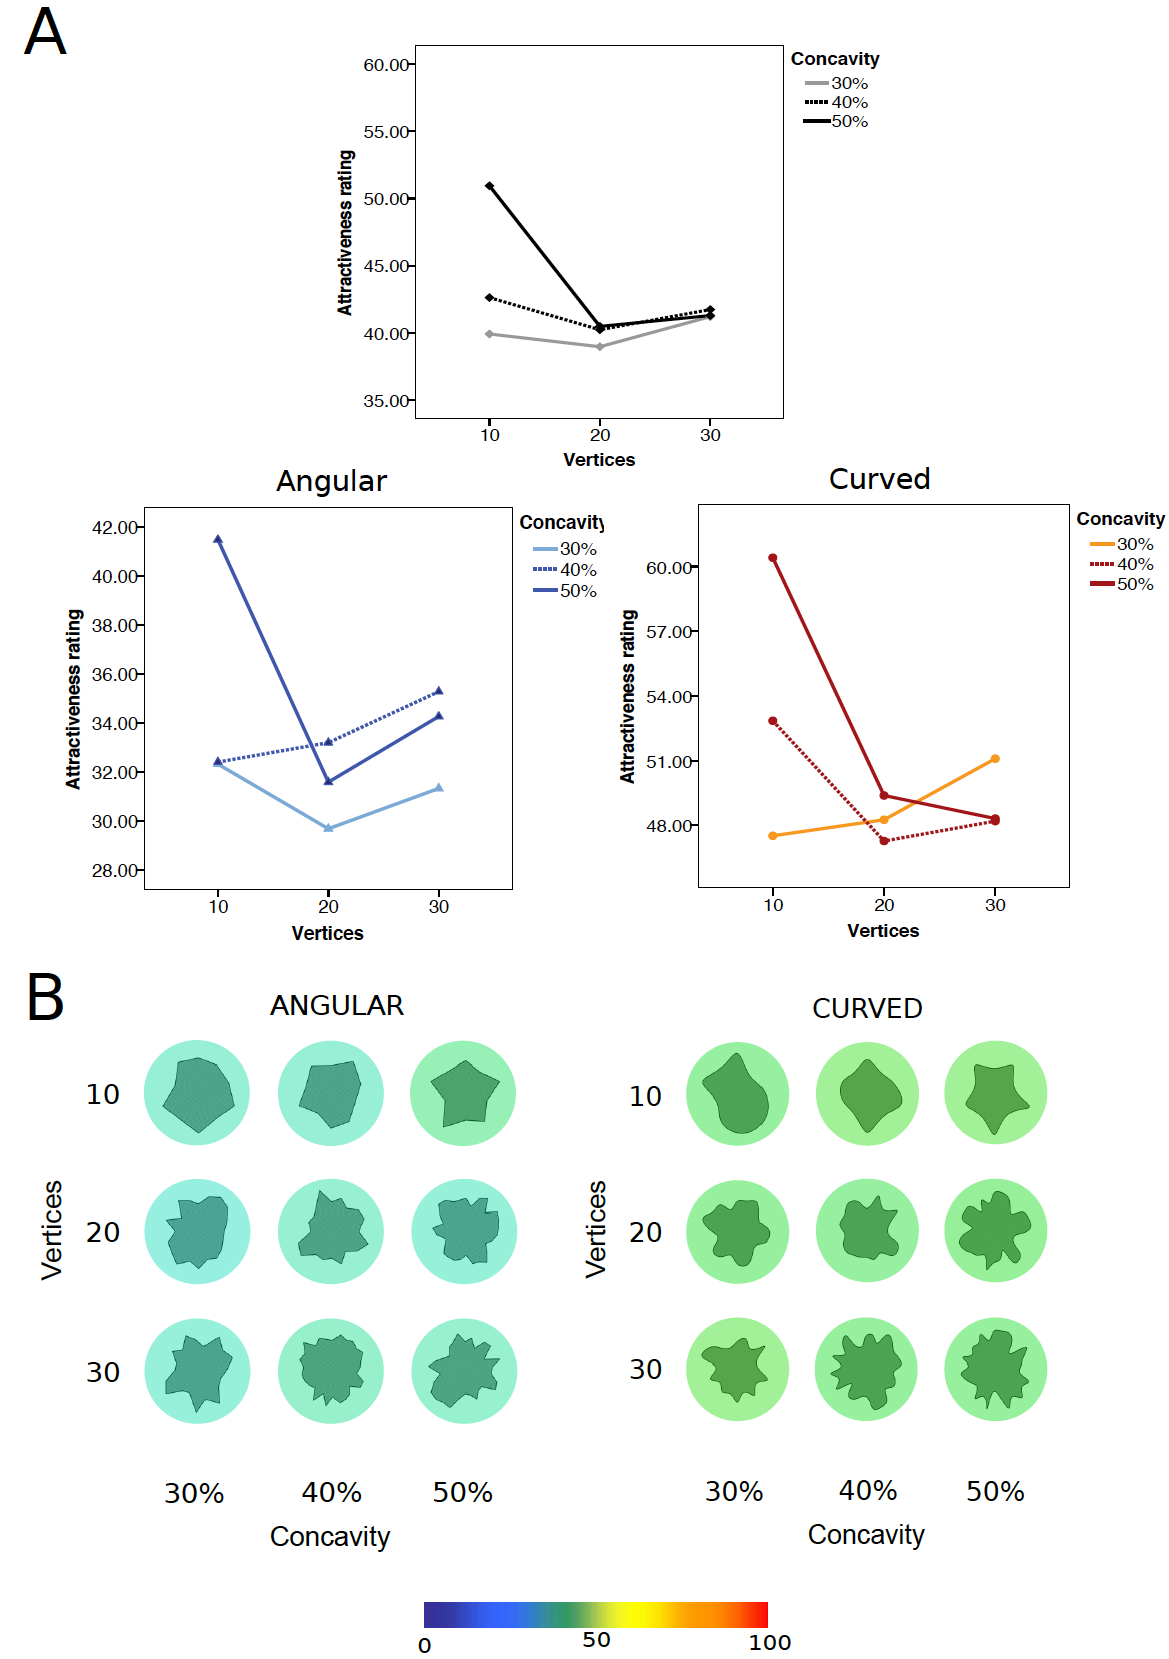 A
60.00
55.00
50.00
45.00
40.00
35.00
Attractiveness rating
10 20 30
Vertices
Concavity
30%
40%
50%
Angular
42.00
40.00
38.00
36.00
34.00
32.00
30.00
28.00
Attractiveness rating
10 20 30
Vertices
Concavity
30%
40%
50%
Curved
60.00
57.00
54.00
51.00
48.00
Attractiveness rating
10 20 30
Vertices
Concavity
30%
40%
50%
B
ANGULAR
10
20
30
Vertices
30% 40% 50%
Concavity
CURVED
10
20
30
Vertices
30% 40% 50%
Concavity
0 50 100